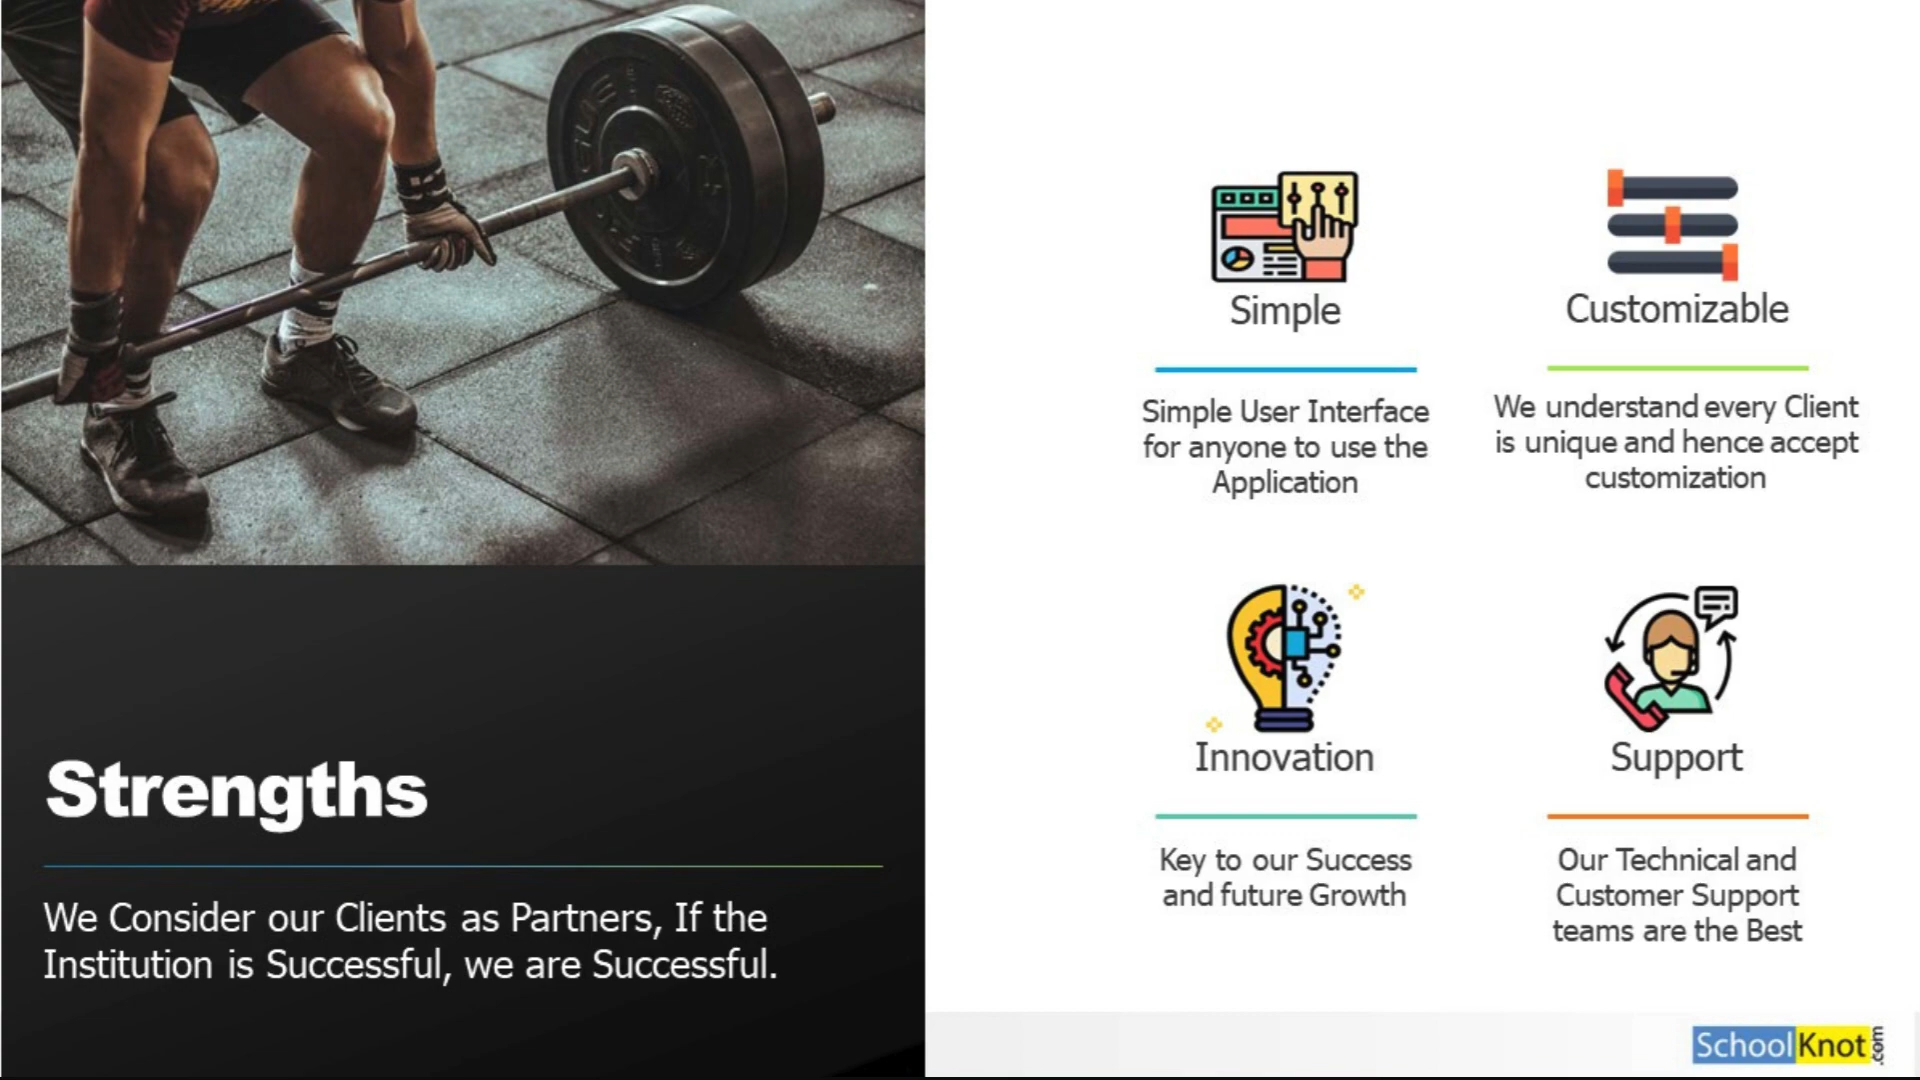 Strengths
We Consider our Clients as Partners, If the
Institution is Successful, we are Successful.
Simple
Simple User Interface
for anyone to use the
Application
Customizable
We understand every Client
is unique and hence accept
customization
Innovation
Key to our Success
and future Growth
Support
Our Technical and
Customer Support
teams are the Best
SchoolKnot.com